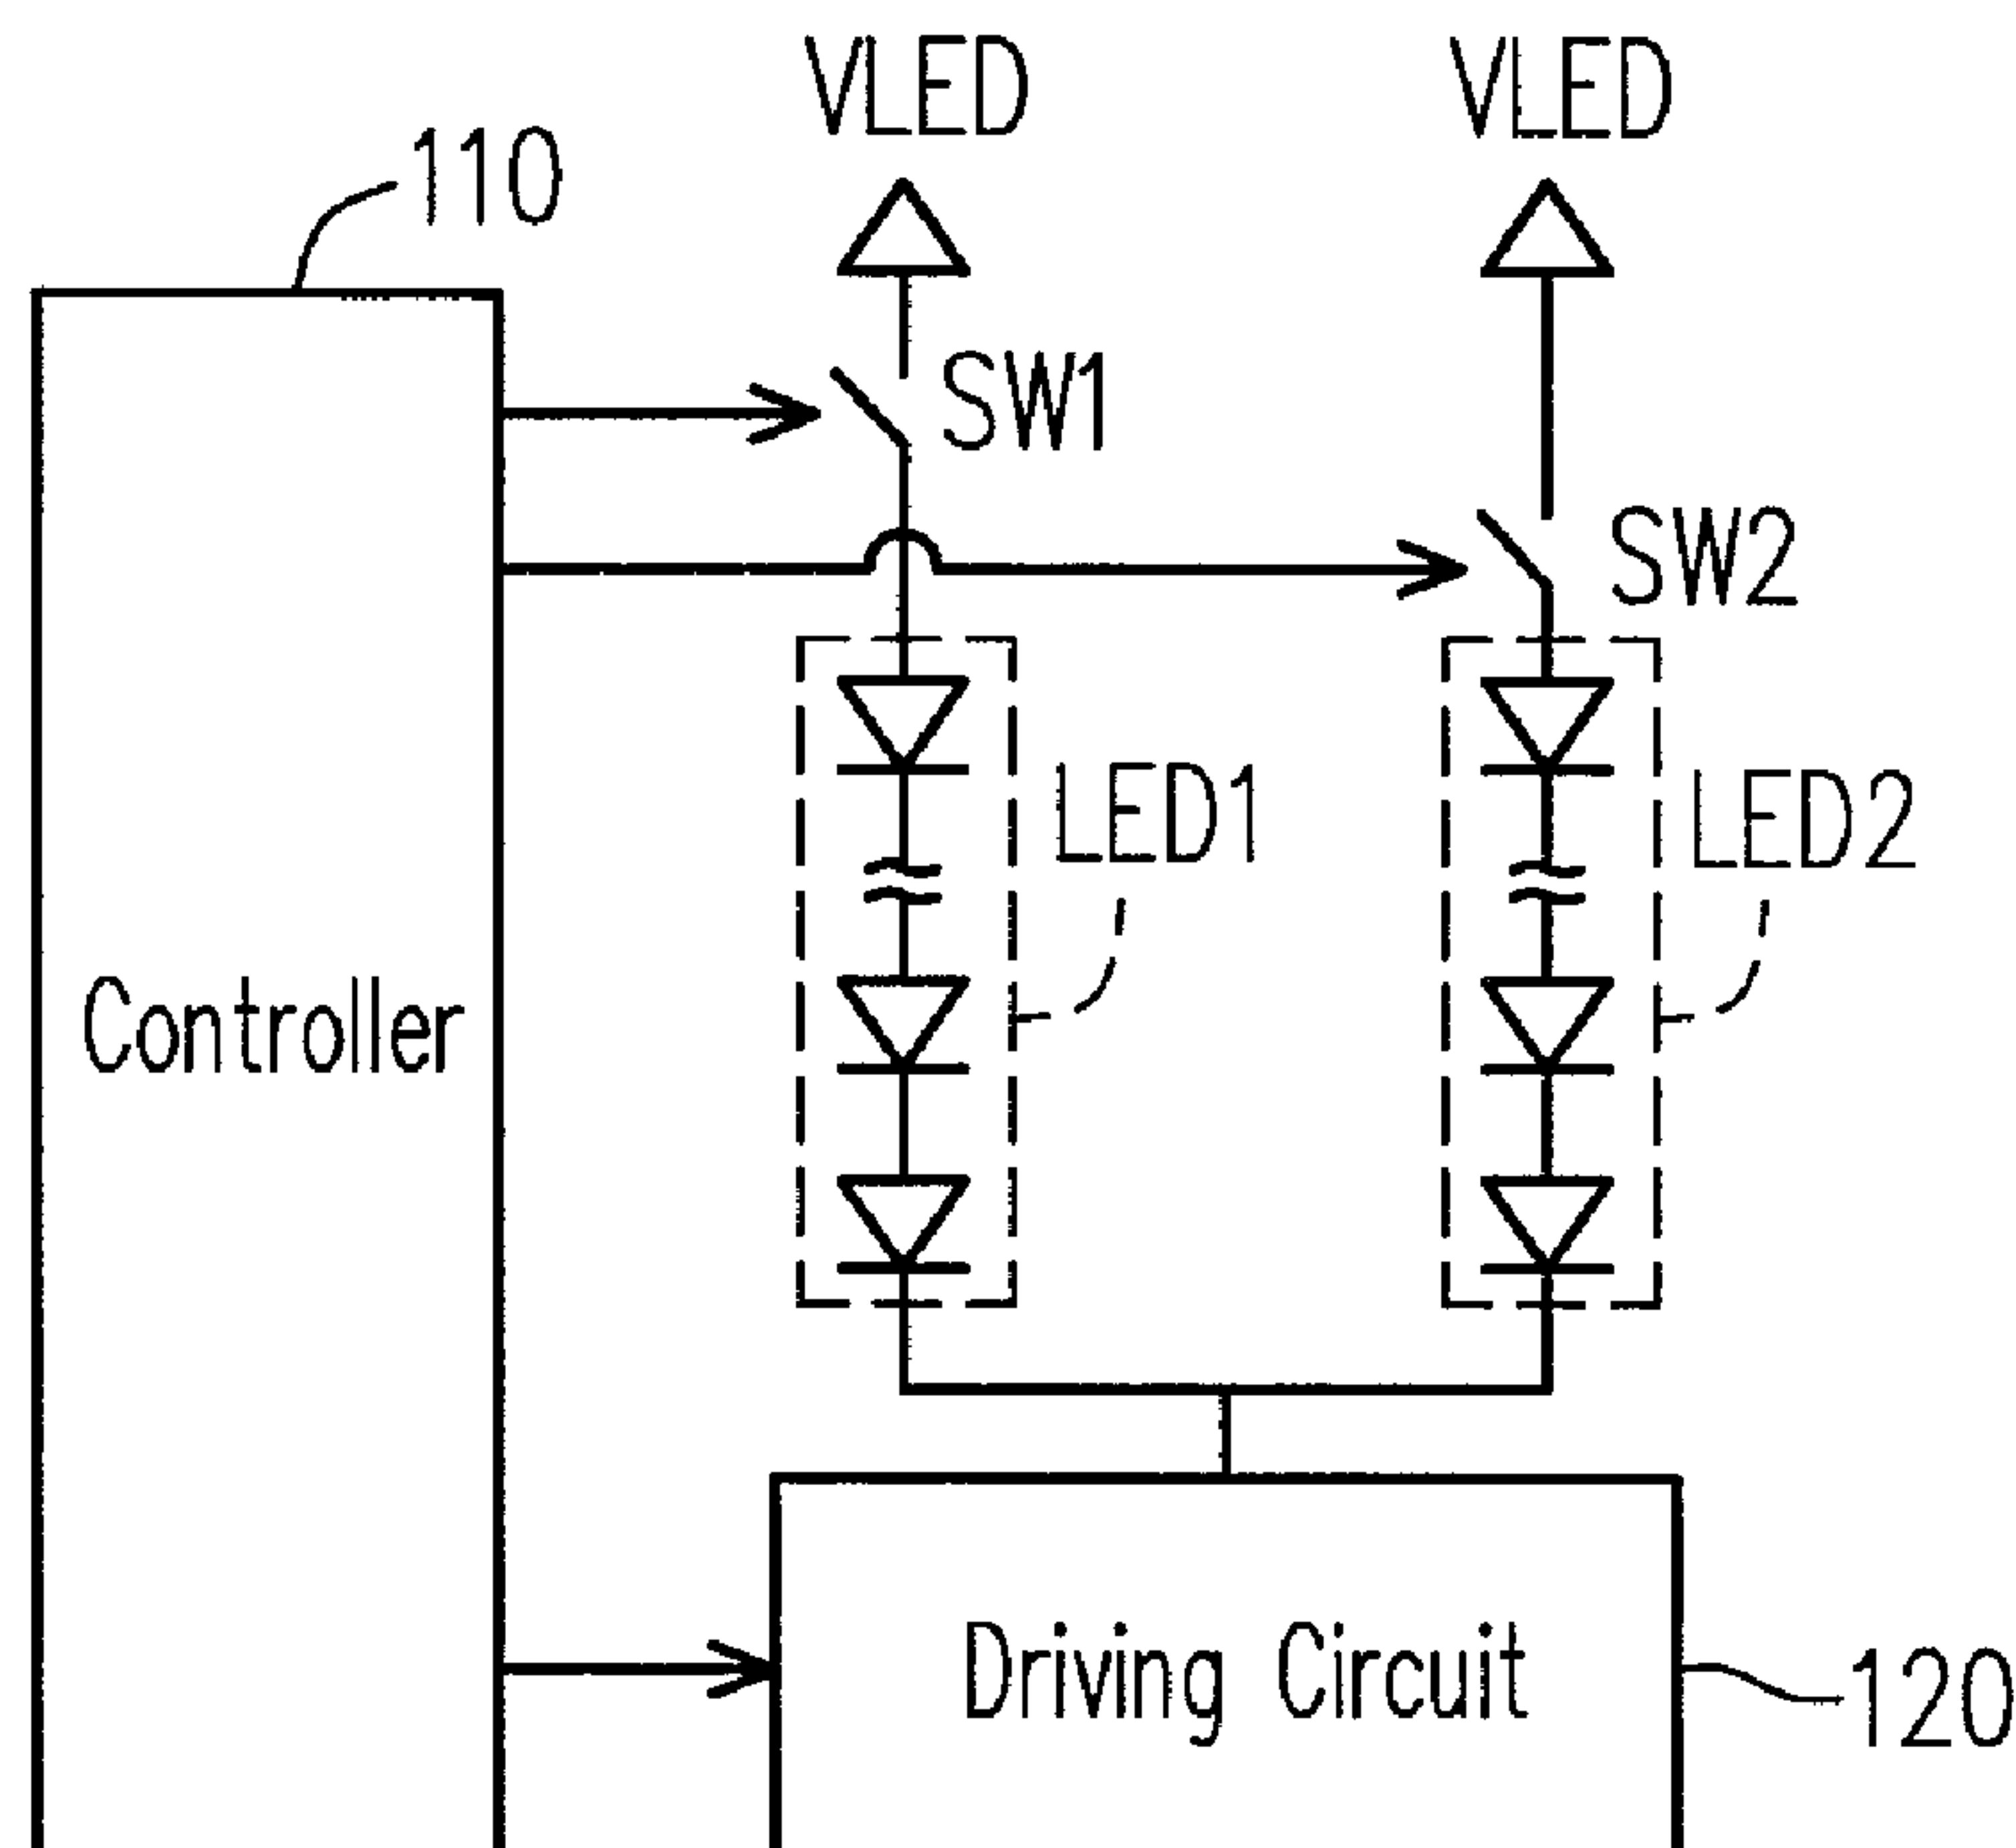 VLED
VLED
110
SW1
SW2
LED1
LED2
Controller
Driving Circuit
120